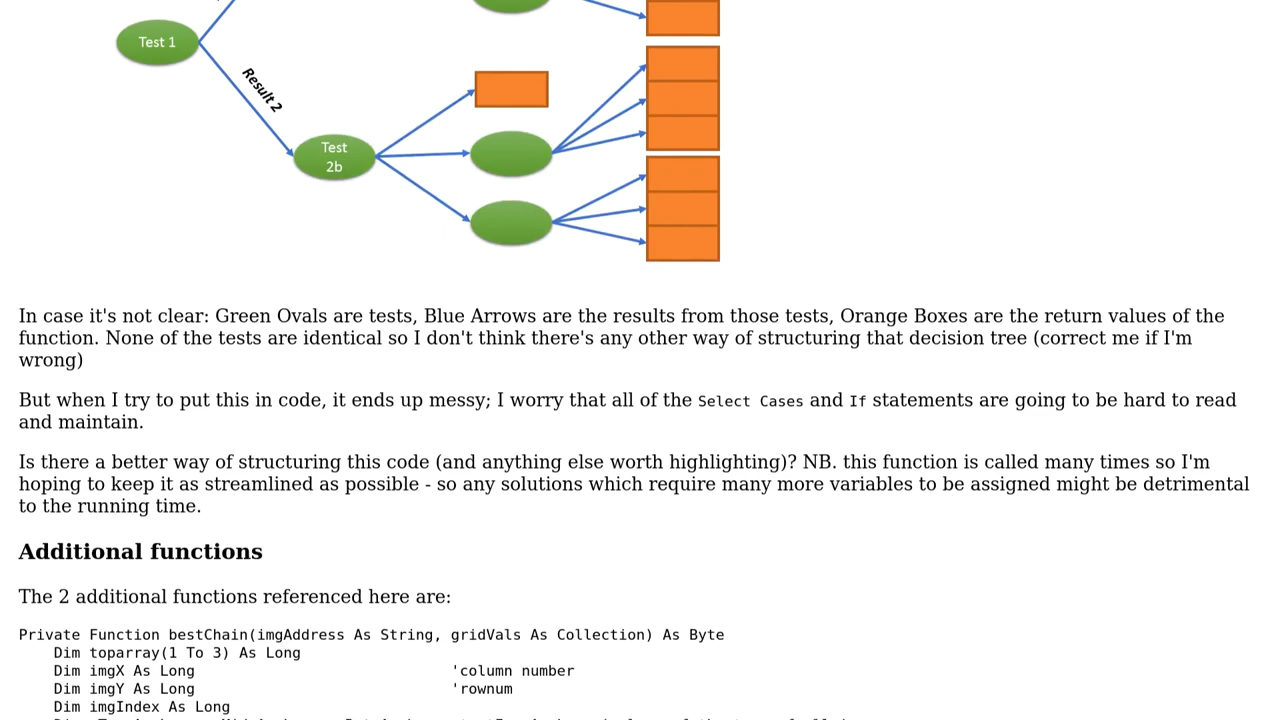 Test 1
Result 2
Test
2b
In case it's not clear: Green Ovals are tests, Blue Arrows are the results from those tests, Orange Boxes are the return values of the
function. None of the tests are identical so I don't think there's any other way of structuring that decision tree (correct me if I'm
wrong)
But when I try to put this in code, it ends up messy; I worry that all of the Select Cases and If statements are going to be hard to read
and maintain.
Is there a better way of structuring this code (and anything else worth highlighting)? NB. this function is called many times so I'm
hoping to keep it as streamlined as possible - so any solutions which require many more variables to be assigned might be detrimental
to the running time.
Additional functions
The 2 additional functions referenced here are:
Private Function bestChain(imgAddress As String, gridVals As Collection) As Byte
    Dim toparray(1 To 3) As Long
    Dim imgX As Long                             'column number
    Dim imgY As Long                             'rownum
    Dim imgIndex As Long